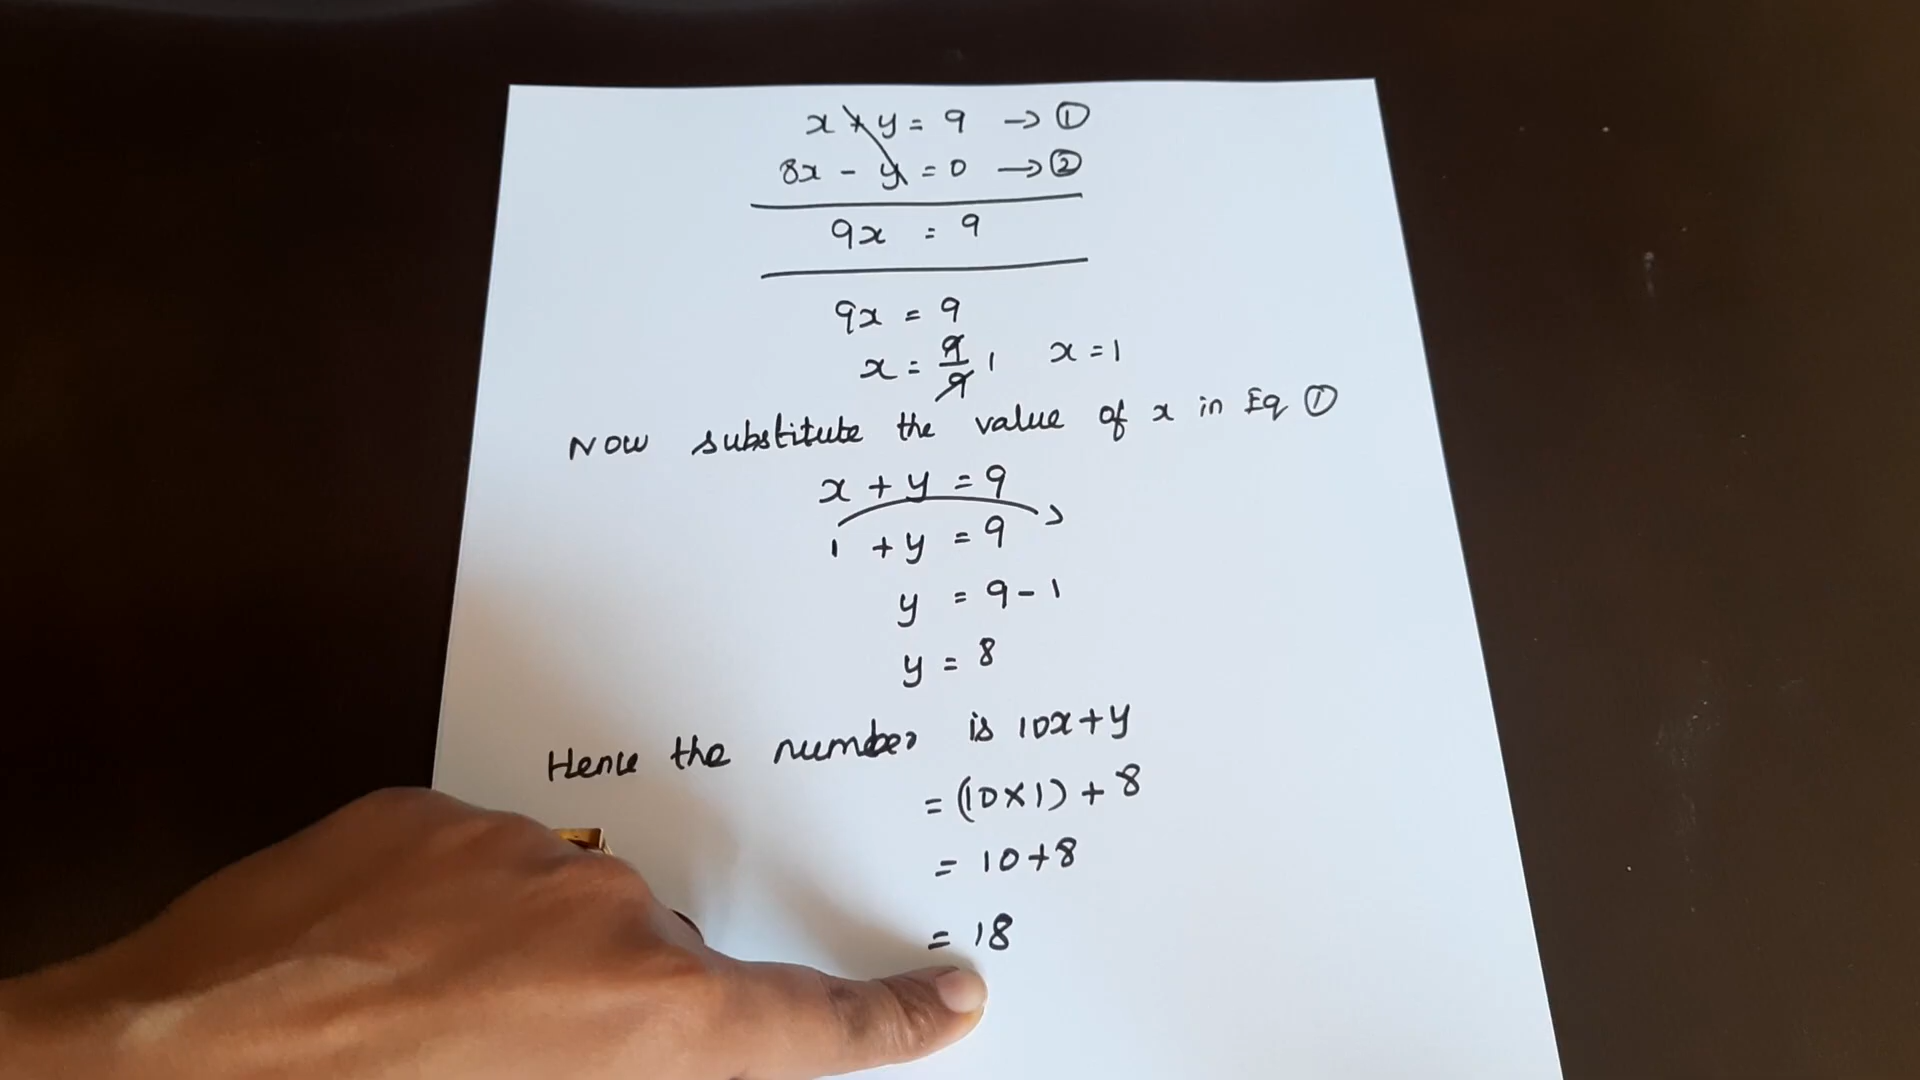 x + y = 9 → ①
8x - y = 0 → ②
9x = 9
9x = 9
x = 9/9 1 x = 1
Now substitute the value of x in Eq ①
x + y = 9
1 + y = 9
y = 9 - 1
y = 8
Hence the number is 10x + y
= (10 × 1) + 8
= 10 + 8
= 18